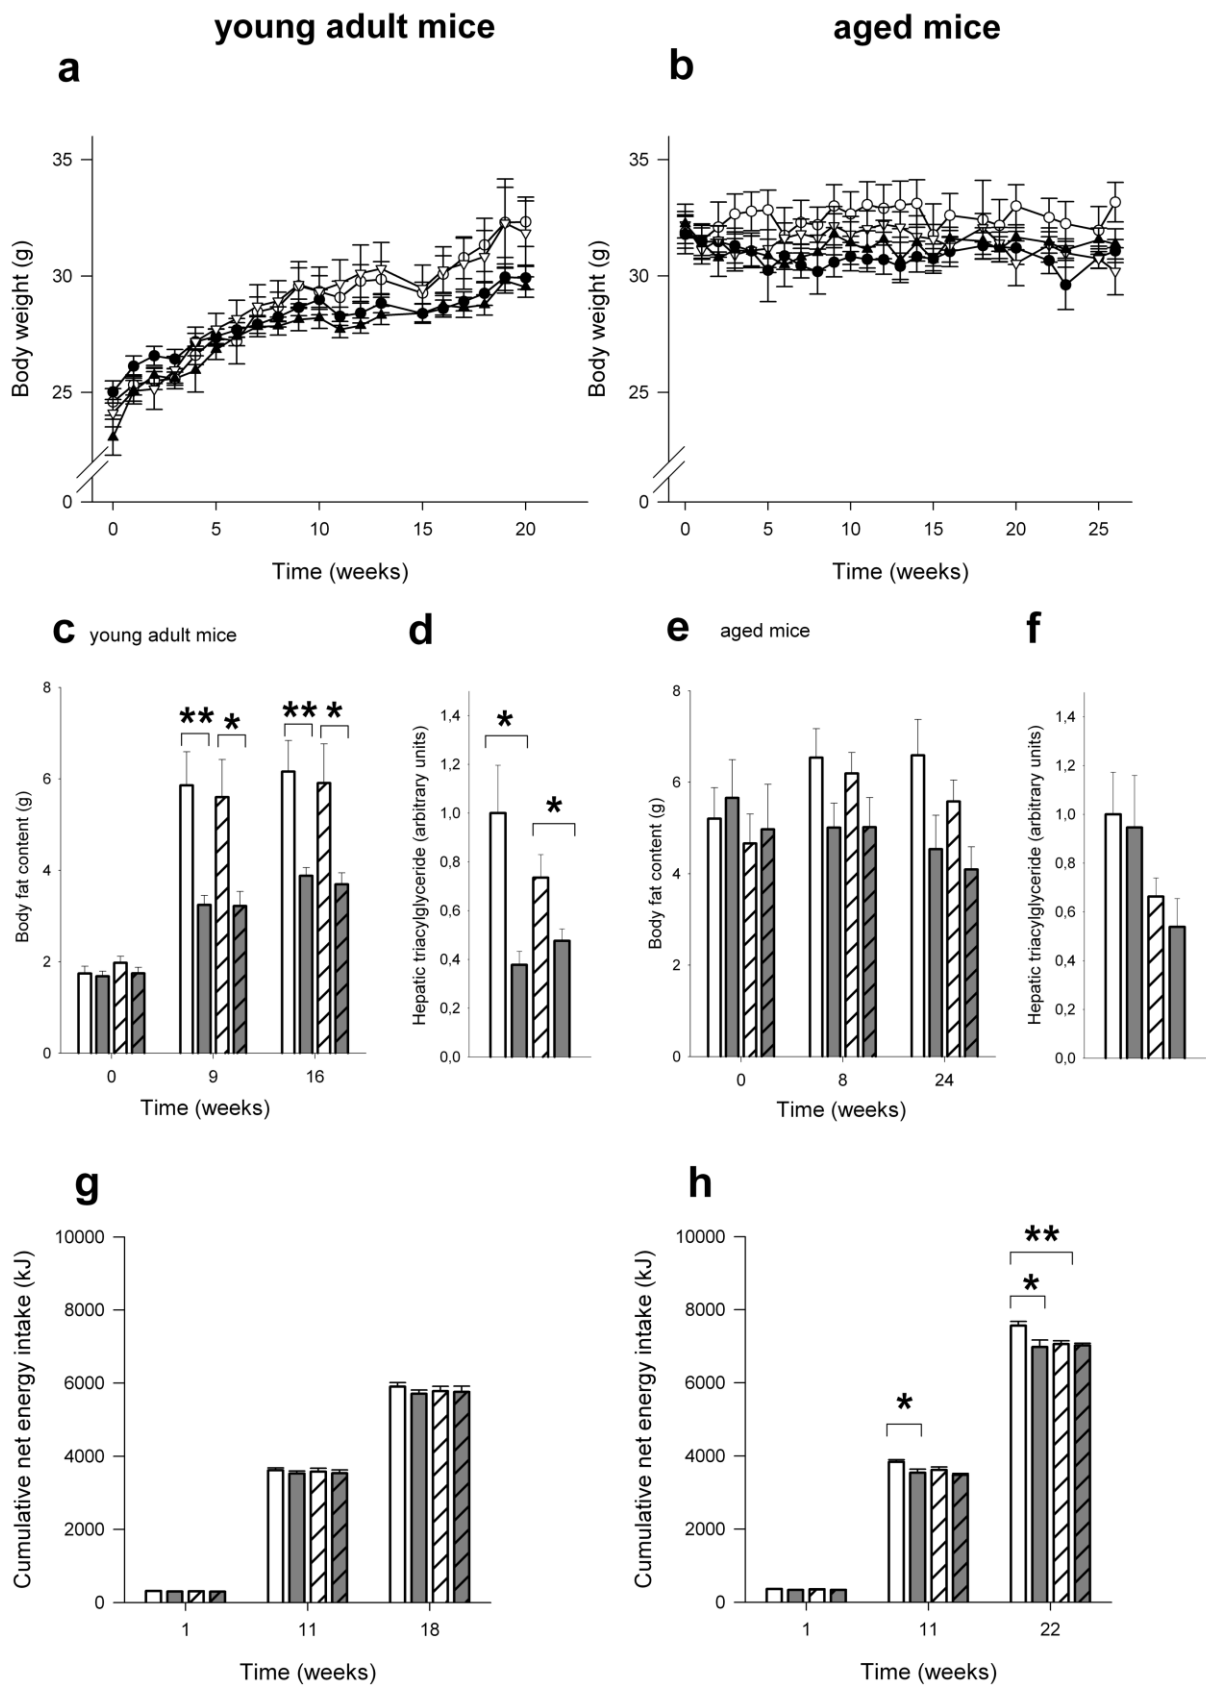 young adult mice
aged mice
a
b
35
30
25
0
Body weight (g)
0 5 10 15 20
Time (weeks)
35
30
25
0
Body weight (g)
0 5 10 15 20 25
Time (weeks)
c young adult mice
d
e aged mice
f
8
6
4
2
0
Body fat content (g)
** * ** *
0 9 16
Time (weeks)
1,4
1,2
1,0
0,8
0,6
0,4
0,2
0,0
Hepatic triacylglyceride (arbitrary units)
*
*
8
6
4
2
0
Body fat content (g)
0 8 24
Time (weeks)
1,4
1,2
1,0
0,8
0,6
0,4
0,2
0,0
Hepatic triacylglyceride (arbitrary units)
g
h
10000
8000
6000
4000
2000
0
Cumulative net energy intake (kJ)
1 11 18
Time (weeks)
10000
8000
6000
4000
2000
0
Cumulative net energy intake (kJ)
**
*
*
1 11 22
Time (weeks)